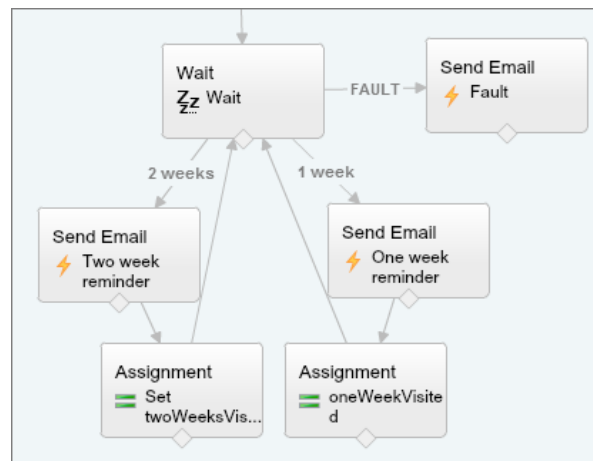 Wait
Zzz Wait
FAULT
Send Email
Fault
2 weeks
1 week
Send Email
Two week
reminder
Send Email
One week
reminder
Assignment
Set
twoWeeksVis...
Assignment
oneWeekVisite
d